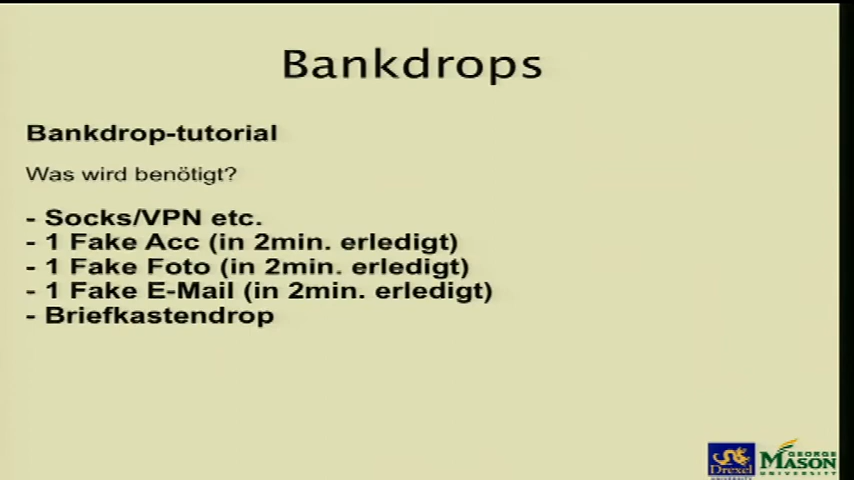 Bankdrops
Bankdrop-tutorial
Was wird benötigt?
- Socks/VPN etc.
- 1 Fake Acc (in 2min. erledigt)
- 1 Fake Foto (in 2min. erledigt)
- 1 Fake E-Mail (in 2min. erledigt)
- Briefkastendrop
Drexel
UNIVERSITY
GEORGE
MASON
UNIVERSITY